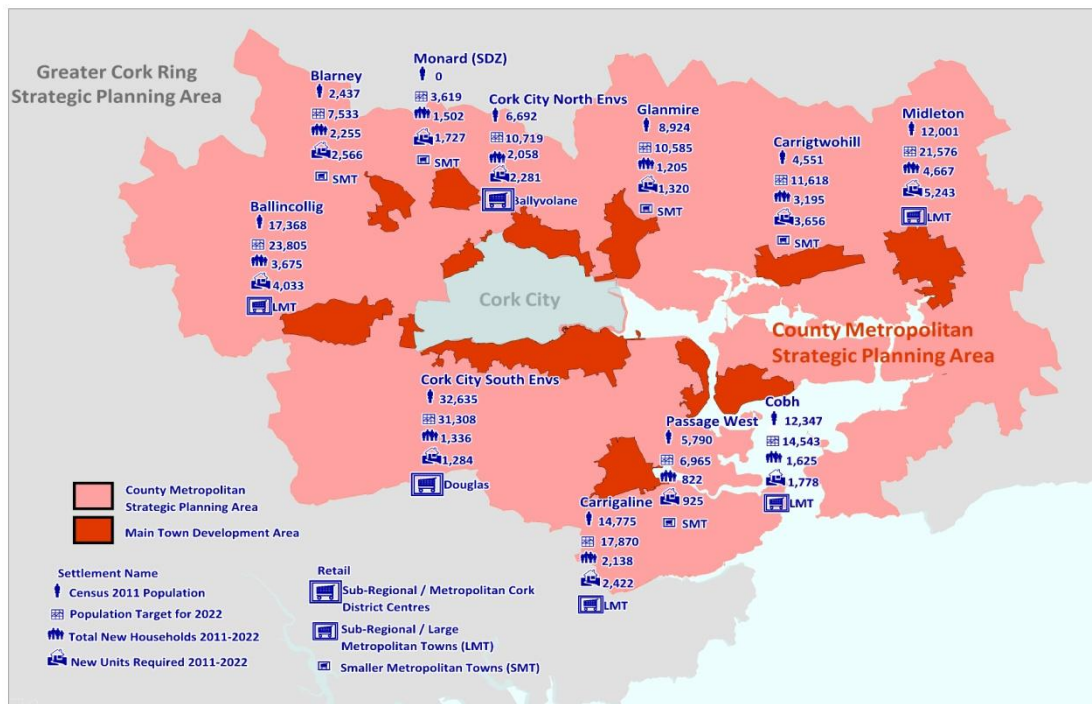 Greater Cork Ring
Strategic Planning Area
Blarney
2,437
7,533
2,255
2,566
SMT
Monard (SDZ)
0
3,619
1,502
1,727
SMT
Cork City North Envs
6,692
10,719
2,058
2,281
Ballyvolane
Glanmire
8,924
10,585
1,205
1,320
SMT
Carrigtwohill
4,551
11,618
3,195
3,656
SMT
Midleton
12,001
21,576
4,667
5,243
LMT
Ballincollig
17,368
23,805
3,675
4,033
LMT
Cork City
County Metropolitan
Strategic Planning Area
Cork City South Envs
32,635
31,308
1,336
1,284
Douglas
Passage West
5,790
6,965
822
925
SMT
Cobh
12,347
14,543
1,625
1,778
LMT
Carrigaline
14,775
17,870
2,138
2,422
LMT
County Metropolitan
Strategic Planning Area
Main Town Development Area
Settlement Name
Census 2011 Population
Population Target for 2022
Total New Households 2011-2022
New Units Required 2011-2022
Retail
Sub-Regional / Metropolitan Cork
District Centres
Sub-Regional / Large
Metropolitan Towns (LMT)
Smaller Metropolitan Towns (SMT)